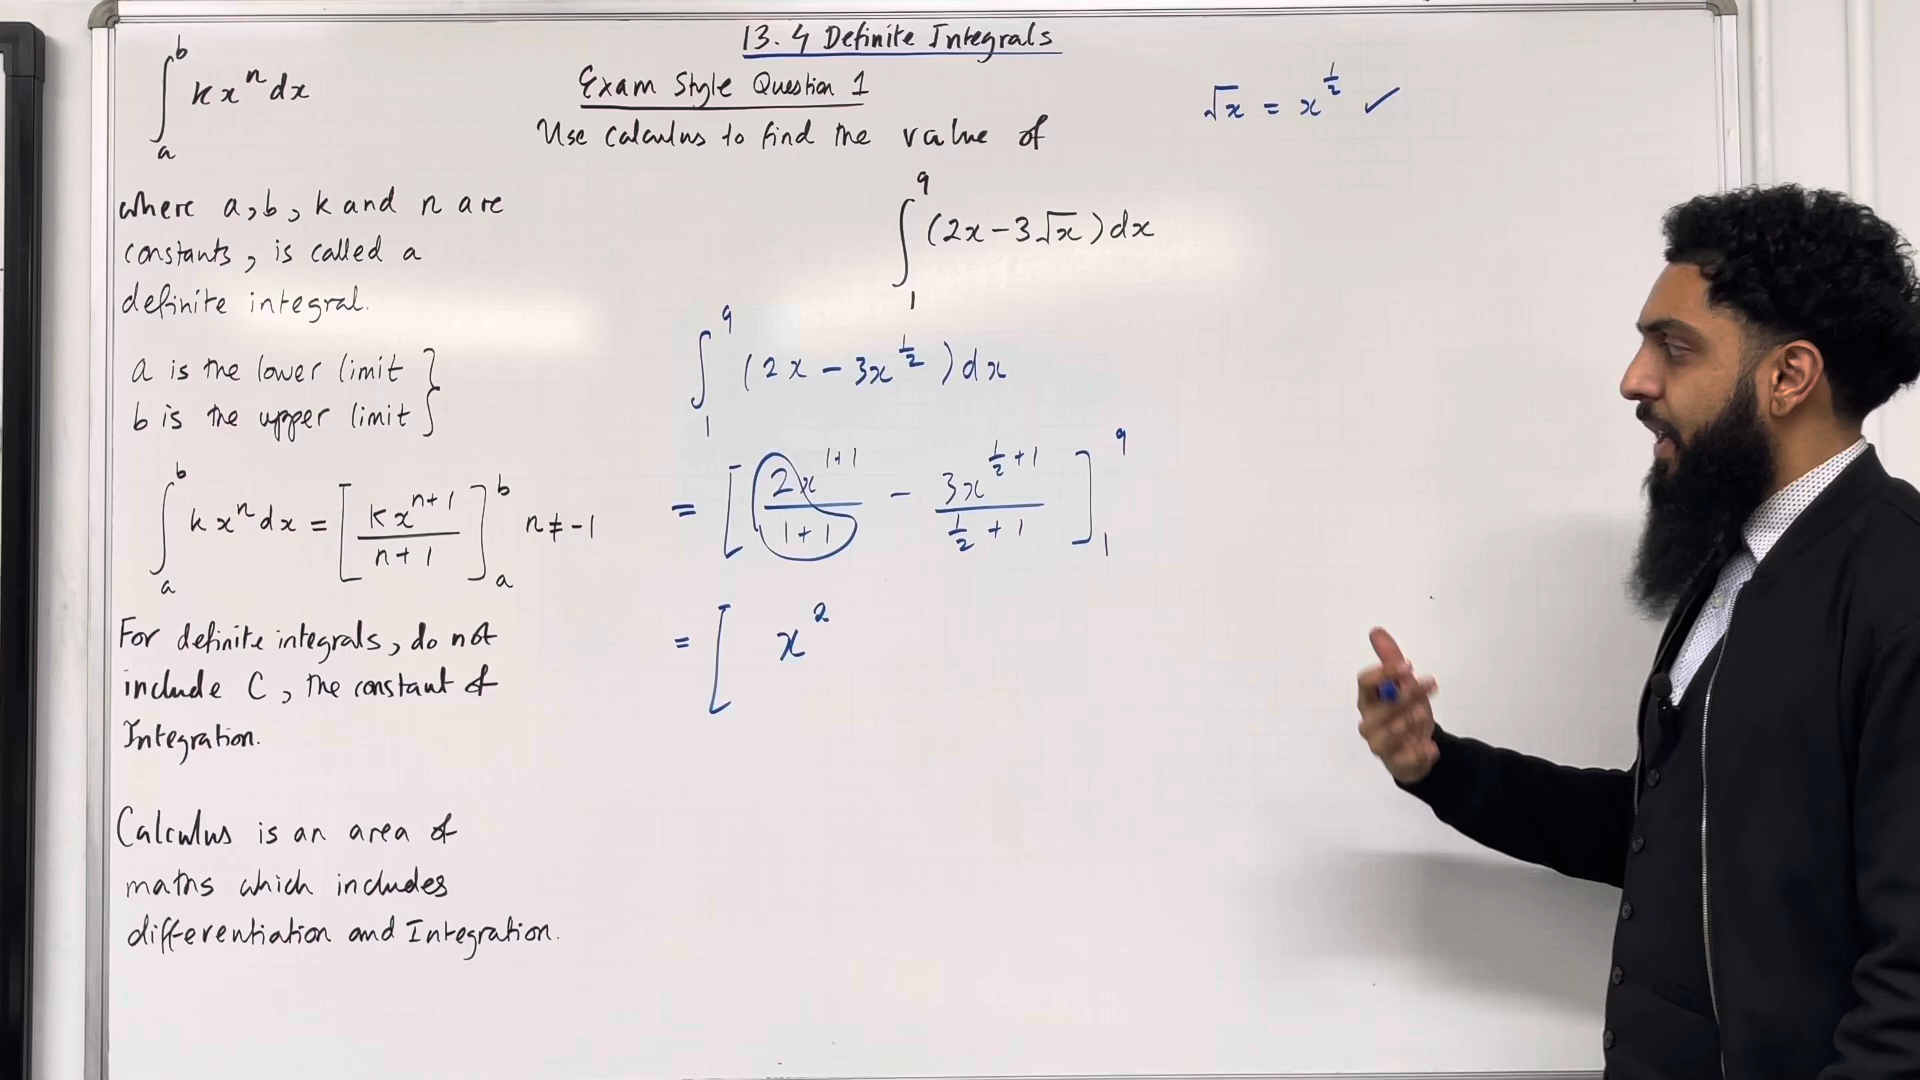 13.4 Definite Integrals
∫ₐᵇ kxⁿ dx
where a, b, k and n are
constants, is called a
definite integral.
a is the lower limit }
b is the upper limit }
∫ₐᵇ kxⁿ dx = [kxⁿ⁺¹/(n+1)]ₐᵇ n ≠ -1
For definite integrals, do not
include C, the constant of
Integration.
Calculus is an area of
maths which includes
differentiation and Integration.
Exam Style Question 1
Use calculus to find the value of
∫₁⁹ (2x - 3√x) dx
∫₁⁹ (2x - 3x^(1/2)) dx
= [2x^(1+1)/(1+1) - 3x^(1/2+1)/(1/2+1)]₁⁹
= [ x²
√x = x^(1/2) ✓